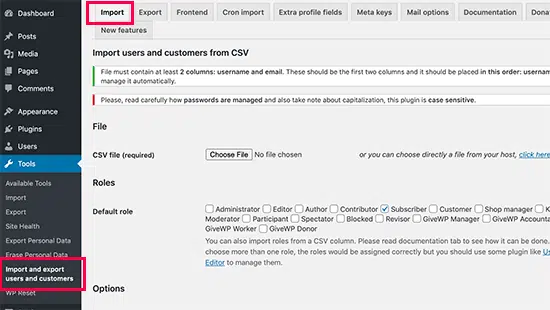 Dashboard
Posts
Media
Pages
Comments
Appearance
Plugins
Users
Tools
Available Tools
Import
Export
Site Health
Export Personal Data
Erase Personal Data
Import and export
users and customers
WP Reset
Import Export Frontend Cron import Extra profile fields Meta keys Mail options Documentation Dona
New features
Import users and customers from CSV
File must contain at least 2 columns: username and email. These should be the first two columns and it should be placed in this order: usernam
manage it automatically.
Please, read carefully how passwords are managed and also take note about capitalization, this plugin is case sensitive.
File
CSV file (required) Choose File No file chosen or you can choose directly a file from your host, click here
Roles
Default role Administrator Editor Author Contributor Subscriber Customer Shop manager K
Moderator Participant Spectator Blocked Revisor GiveWP Manager GiveWP Accounta
GiveWP Worker GiveWP Donor
You can also import roles from a CSV column. Please read documentation tab to see how it can be done.
choose more than one role, the roles would be assigned correctly but you should use some plugin like Us
Editor to manage them.
Options